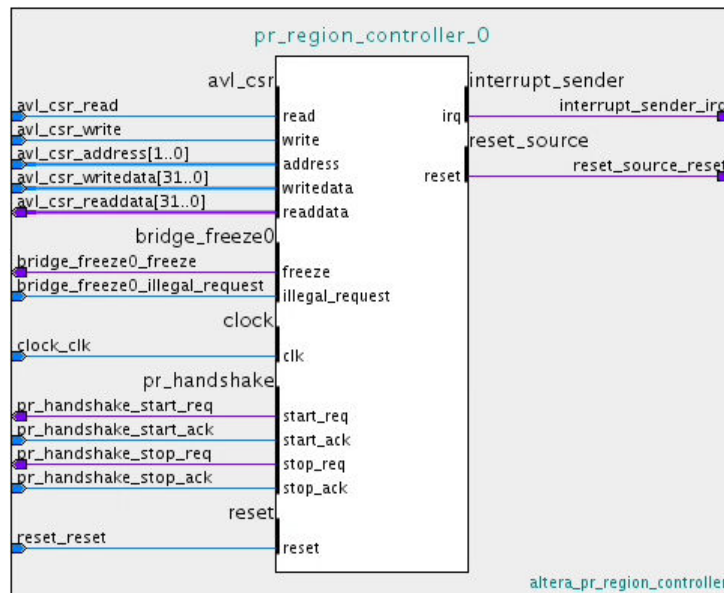 pr_region_controller_0
avl_csr
interrupt_sender
avl_csr_read
read
irq
interrupt_sender_irq
avl_csr_write
write
reset_source
avl_csr_address[1..0]
address
reset
reset_source_reset
avl_csr_writedata[31..0]
writedata
avl_csr_readdata[31..0]
readdata
bridge_freeze0
bridge_freeze0_freeze
freeze
bridge_freeze0_illegal_request
illegal_request
clock
clock_clk
clk
pr_handshake
pr_handshake_start_req
start_req
pr_handshake_start_ack
start_ack
pr_handshake_stop_req
stop_req
pr_handshake_stop_ack
stop_ack
reset
reset_reset
reset
altera_pr_region_controller